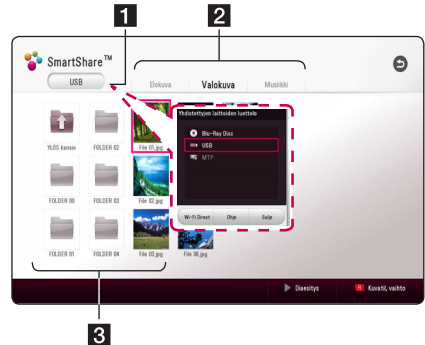 1
2
SmartShare™
USB
Elokuva
Valokuva
Musiikki
Yhdistettyjen laitteiden luettelo
Blu-Ray Disc
USB
MTP
Wi-Fi Direct
Ohje
Sulje
YLÖS kansio
FOLDER 02
File 01.jpg
FOLDER 00
FOLDER 03
File 02.jpg
FOLDER 01
FOLDER 04
File 03.jpg
File 06.jpg
Diaesitys
R
Kuvatil. vaihto
3